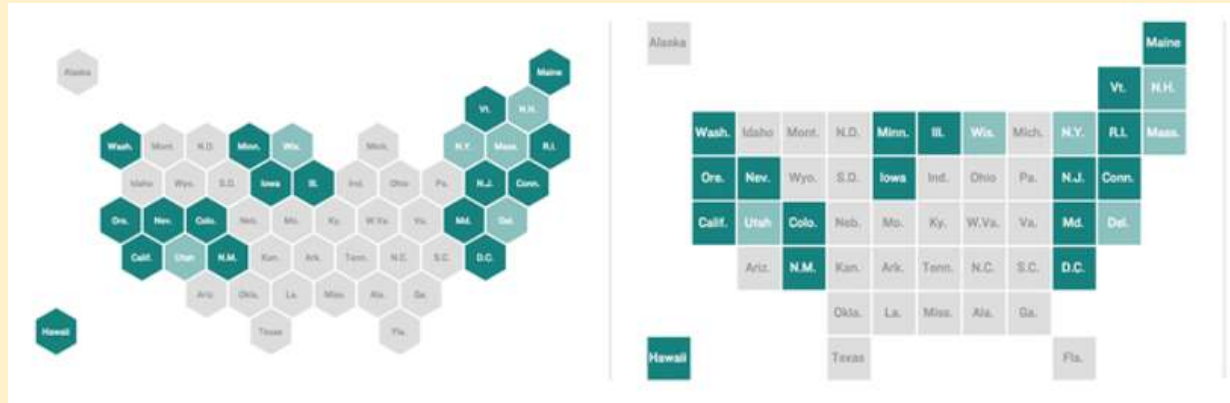 Alaska
Maine
Vt. N.H.
Wash. Mont. N.D. Minn. Wis. Mich. N.Y. Mass. R.I.
Idaho Wyo. S.D. Iowa Ill. Ind. Ohio Pa. N.J. Conn.
Ore. Nev. Colo. Neb. Mo. Ky. W.Va. Va. Md. Del.
Calif. Utah N.M. Kan. Ark. Tenn. N.C. S.C. D.C.
Ariz. Okla. La. Miss. Ala. Ga.
Hawaii Texas Fla.
Alaska Maine
Vt. N.H.
Wash. Idaho Mont. N.D. Minn. Ill. Wis. Mich. N.Y. R.I. Mass.
Ore. Nev. Wyo. S.D. Iowa Ind. Ohio Pa. N.J. Conn.
Calif. Utah Colo. Neb. Mo. Ky. W.Va. Va. Md. Del.
Ariz. N.M. Kan. Ark. Tenn. N.C. S.C. D.C.
Okla. La. Miss. Ala. Ga.
Hawaii Texas Fla.